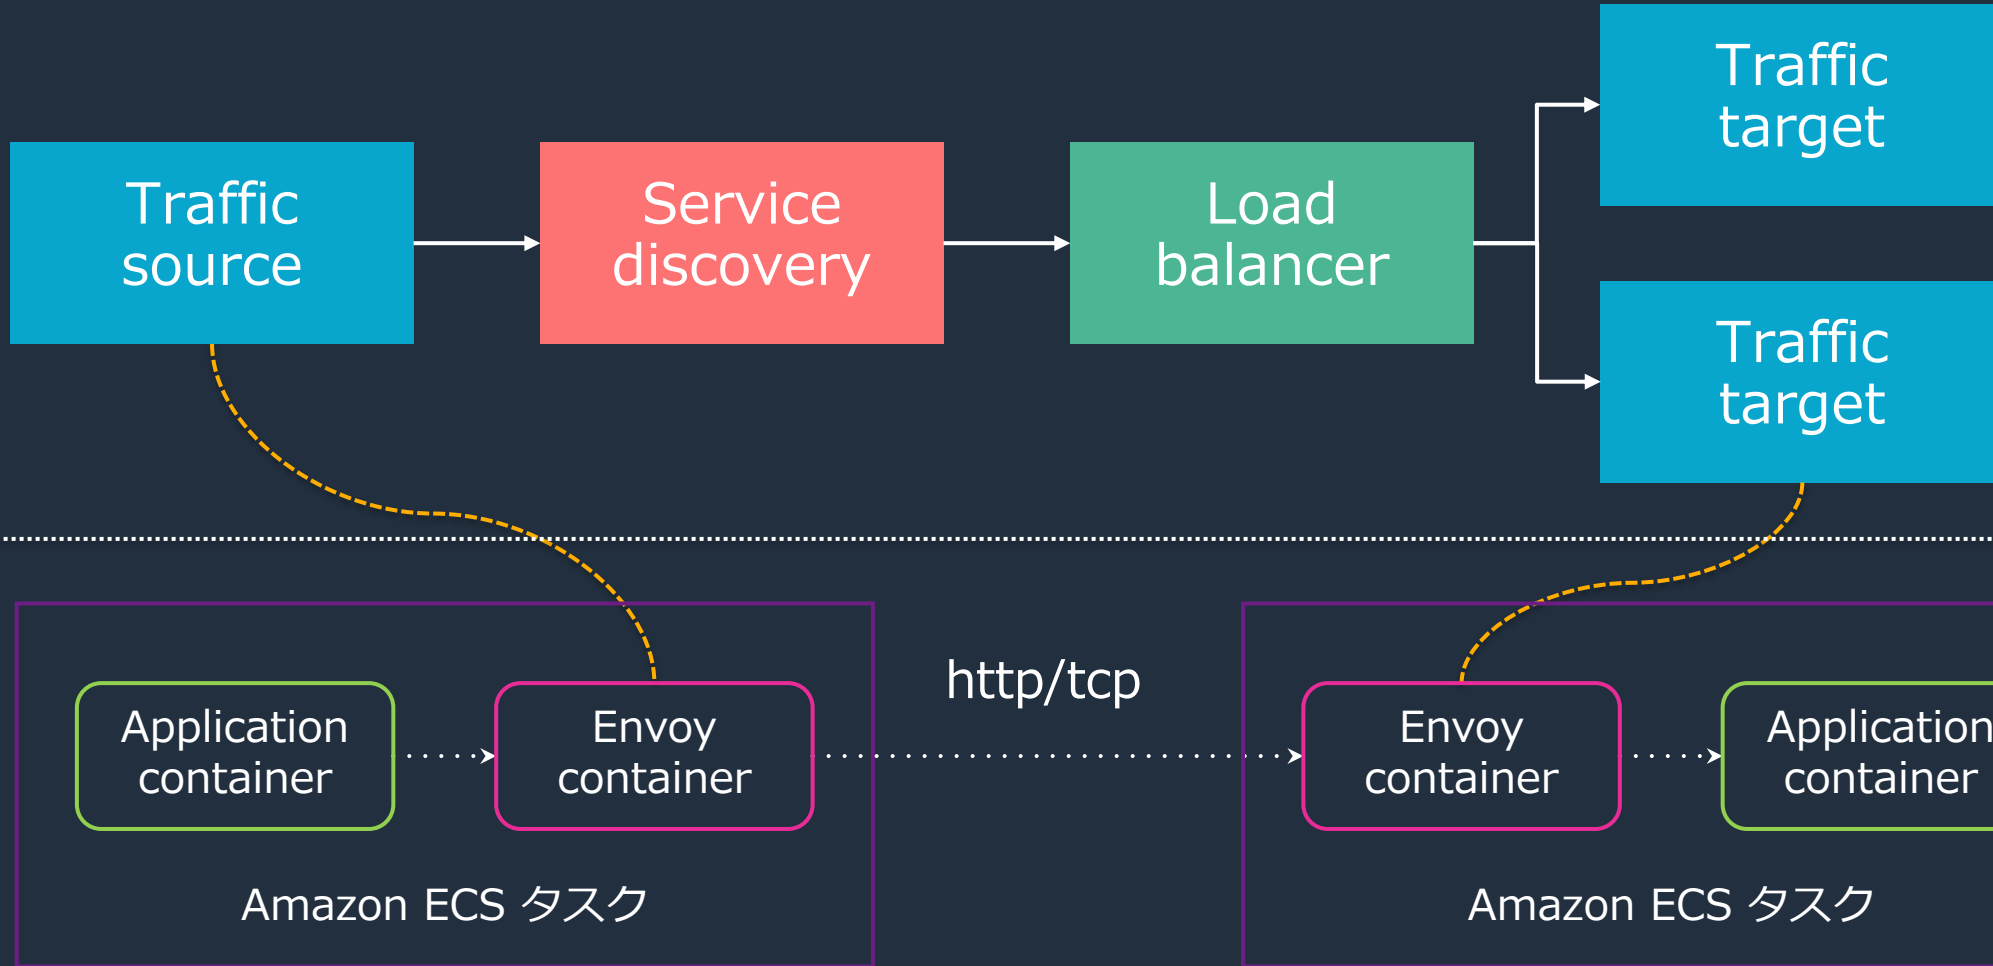 Traffic
source
Service
discovery
Load
balancer
Traffic
target
Traffic
target
Application
container
Envoy
container
http/tcp
Envoy
container
Application
container
Amazon ECS タスク
Amazon ECS タスク